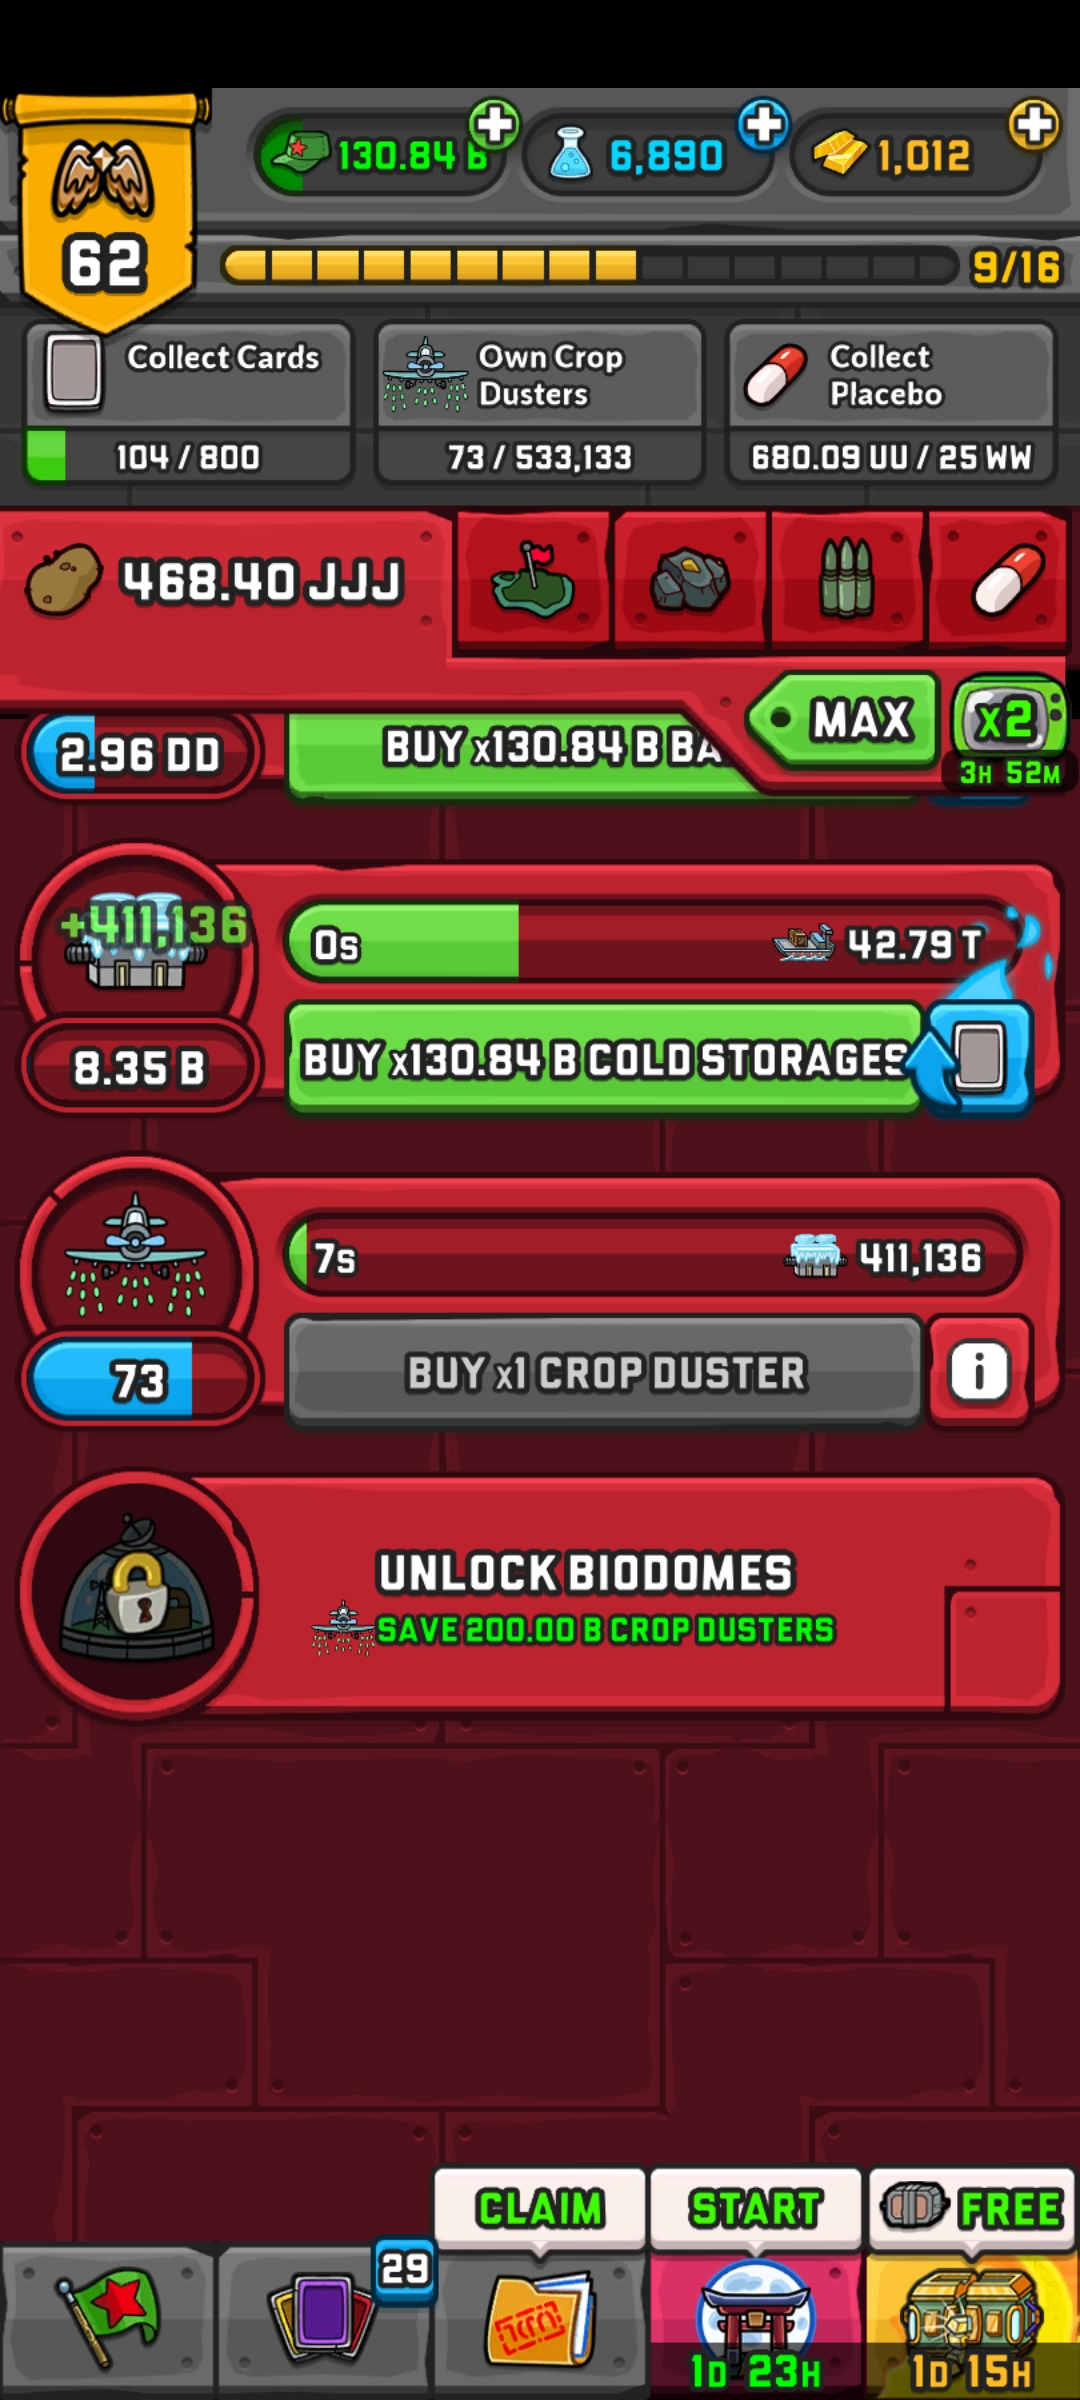 130.84 B
6,890
1,012
62
9/16
Collect Cards
104 / 800
Own Crop
Dusters
73 / 533,133
Collect
Placebo
680.09 UU / 25 WW
468.40 JJJ
MAX
x2
3H 52M
2.96 DD
BUY x130.84 B BA
+411,136
0s
42.79 T
8.35 B
BUY x130.84 B COLD STORAGES
7s
411,136
73
BUY x1 CROP DUSTER
i
UNLOCK BIODOMES
SAVE 200.00 B CROP DUSTERS
CLAIM
START
FREE
29
1D 23H
1D 15H